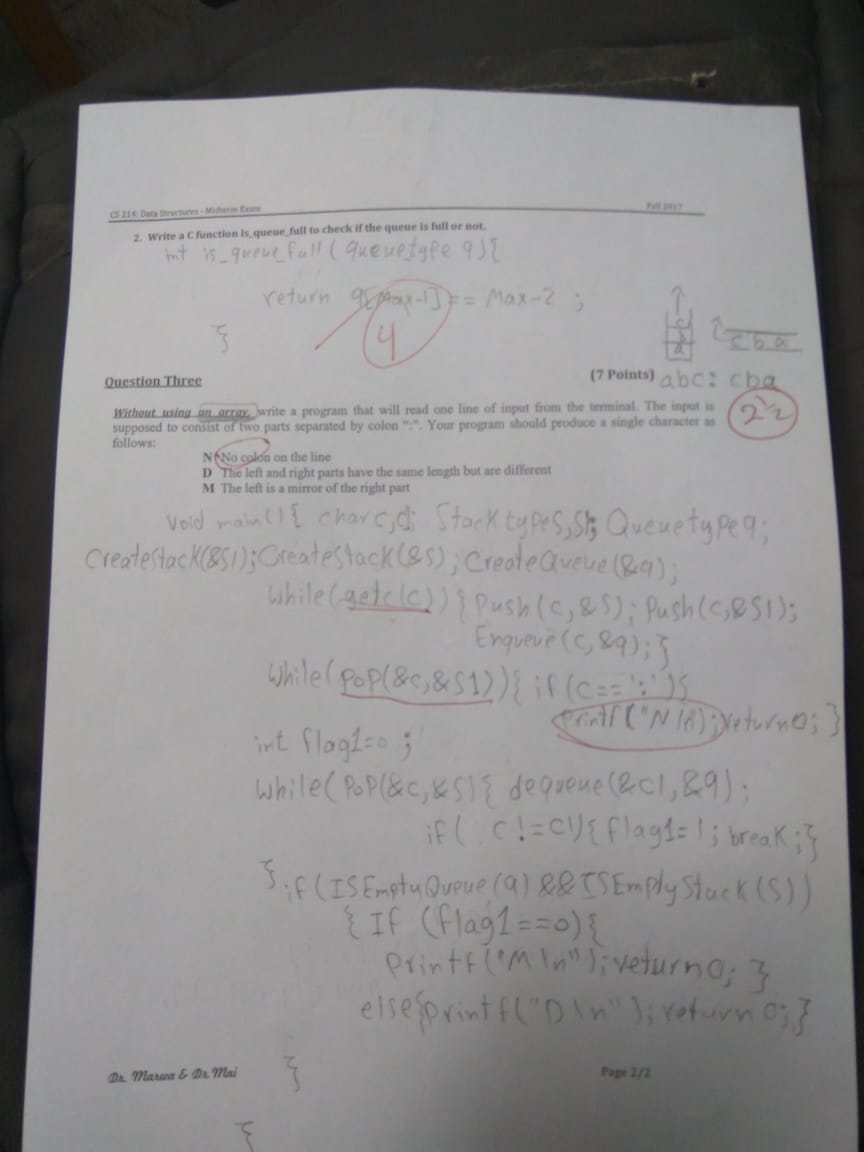 CS 214: Data Structures - Midterm Exam Fall 2017
2. Write a C function is_queue_full to check if the queue is full or not.
int is_queue_full ( queuetype q ) {
return q[Max-1] == Max-2 ;
4
}
c
b
a
c b a
Question Three (7 Points) abc: cba
Without using an array, write a program that will read one line of input from the terminal. The input is
supposed to consist of two parts separated by colon ":". Your program should produce a single character as
follows:
2 1/2
N No colon on the line
D The left and right parts have the same length but are different
M The left is a mirror of the right part
Void main(){ char c,d; Stacktype S,S1; Queuetype q;
CreateStack(&S1); CreateStack(&S); CreateQueue(&q);
while(getc(c)) { Push(c,&S); Push(c,&S1);
Enqueue(c,&q); }
While(POP(&c,&S1)){ if(c==':'){
Printf("N\n"); return 0; }
int flag1=0 ;
while( POP(&c,&S){ dequeue(&c1,&q);
if( c!=c1){ flag1=1; break; }
} if(ISEmptyQueue(q) && ISEmptyStack(S))
{ If (flag1==0){
Printf("M\n"); return 0; }
else{Printf("D\n"); return 0; }
Dr. Marwa & Dr. Mai } Page 2/2
}